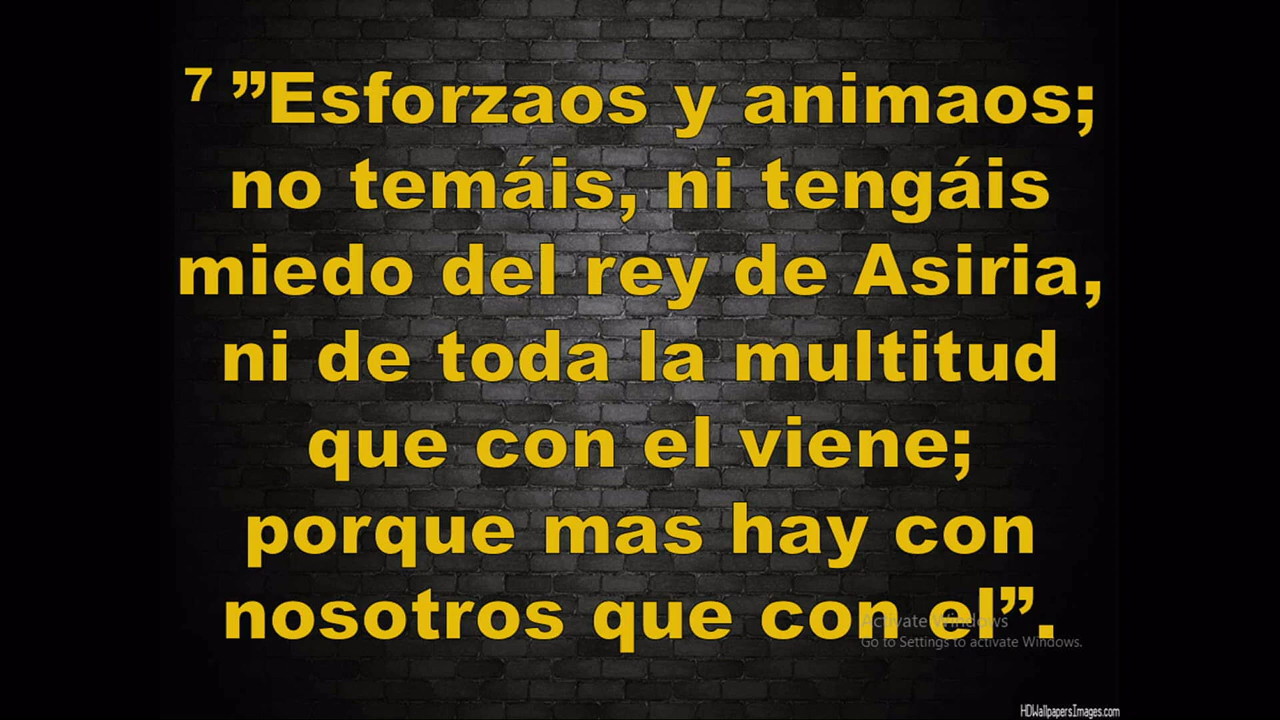 7 ”Esforzaos y animaos;
no temáis, ni tengáis
miedo del rey de Asiria,
ni de toda la multitud
que con el viene;
porque mas hay con
nosotros que con el”.
Activate Windows
Go to Settings to activate Windows.
HDWallpapersImages.com